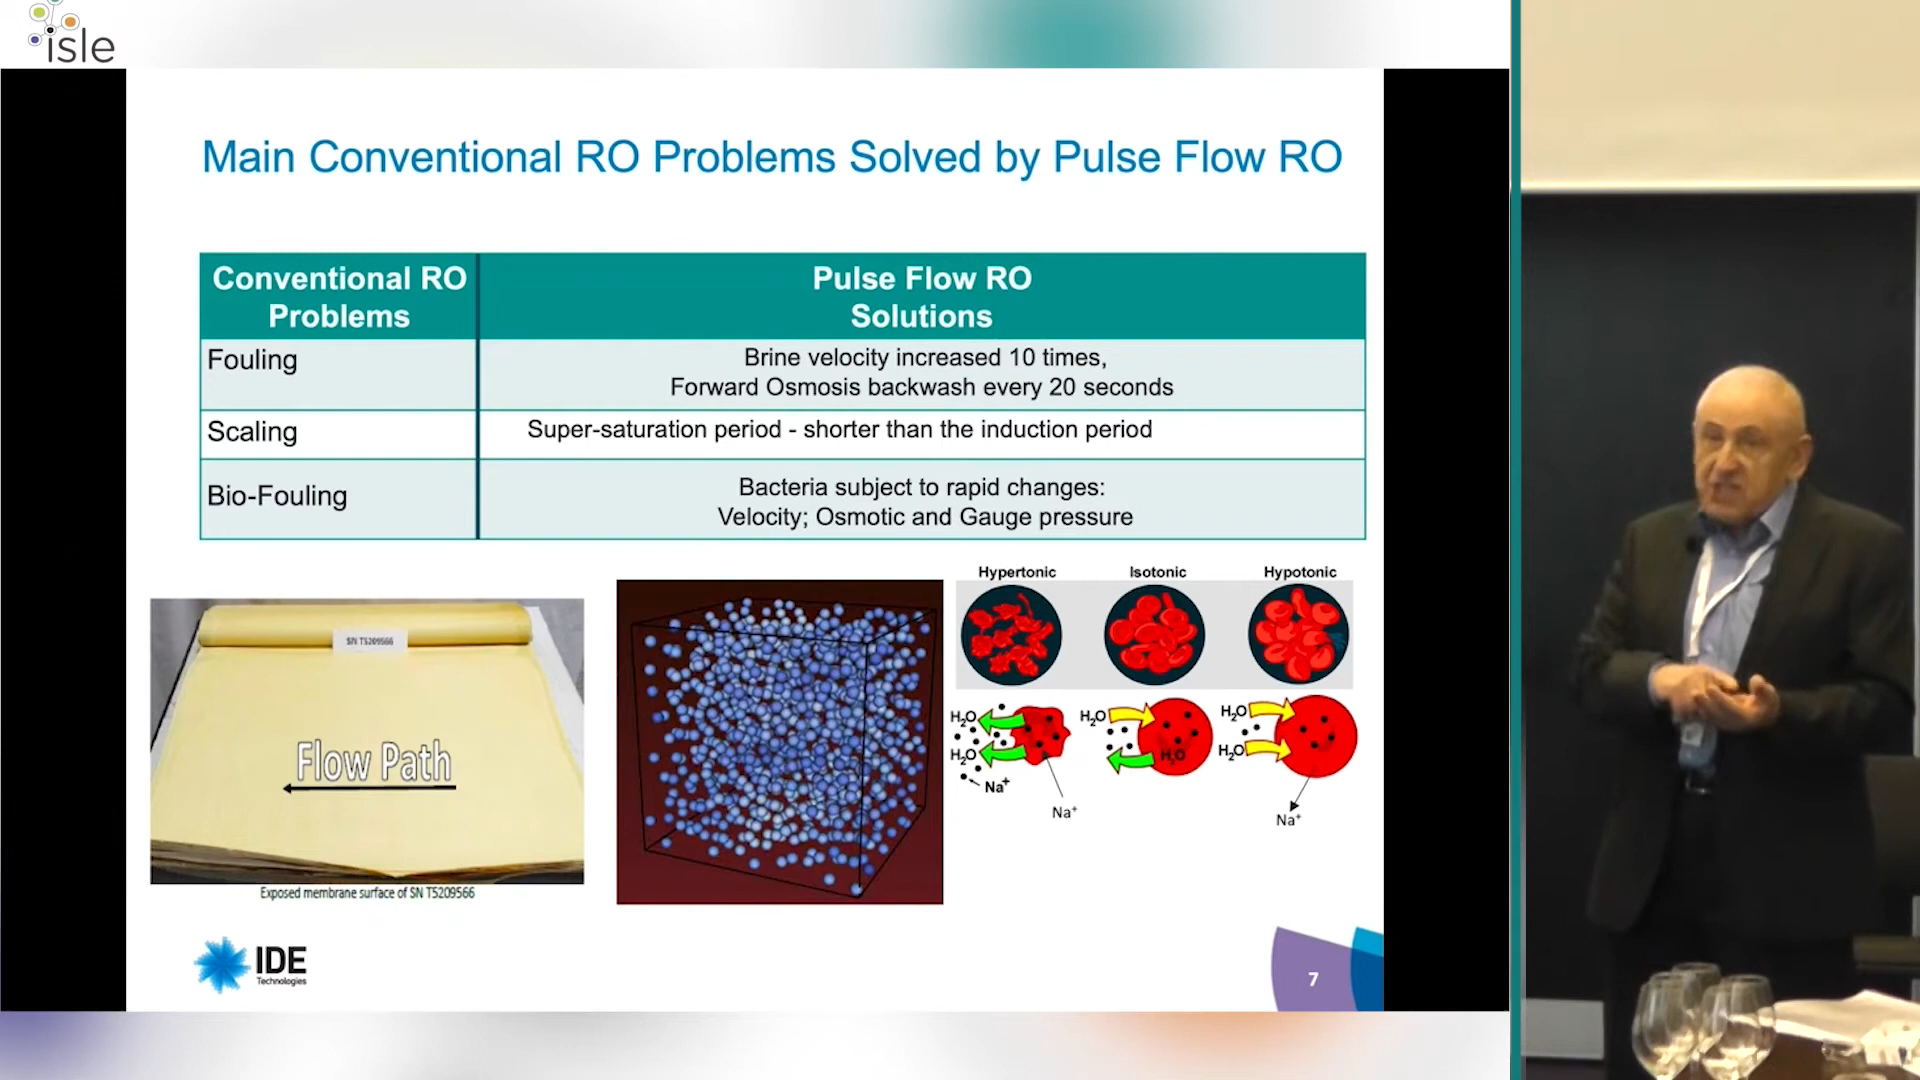 isle
Main Conventional RO Problems Solved by Pulse Flow RO
Conventional RO
Problems
Pulse Flow RO
Solutions
Fouling
Brine velocity increased 10 times,
Forward Osmosis backwash every 20 seconds
Scaling
Super-saturation period - shorter than the induction period
Bio-Fouling
Bacteria subject to rapid changes:
Velocity; Osmotic and Gauge pressure
SN T5209566
Flow Path
Exposed membrane surface of SN T5209566
Hypertonic
Isotonic
Hypotonic
H₂O
H₂O
Na⁺
Na⁺
H₂O
H₂O
H₂O
H₂O
Na⁺
IDE
Technologies
7